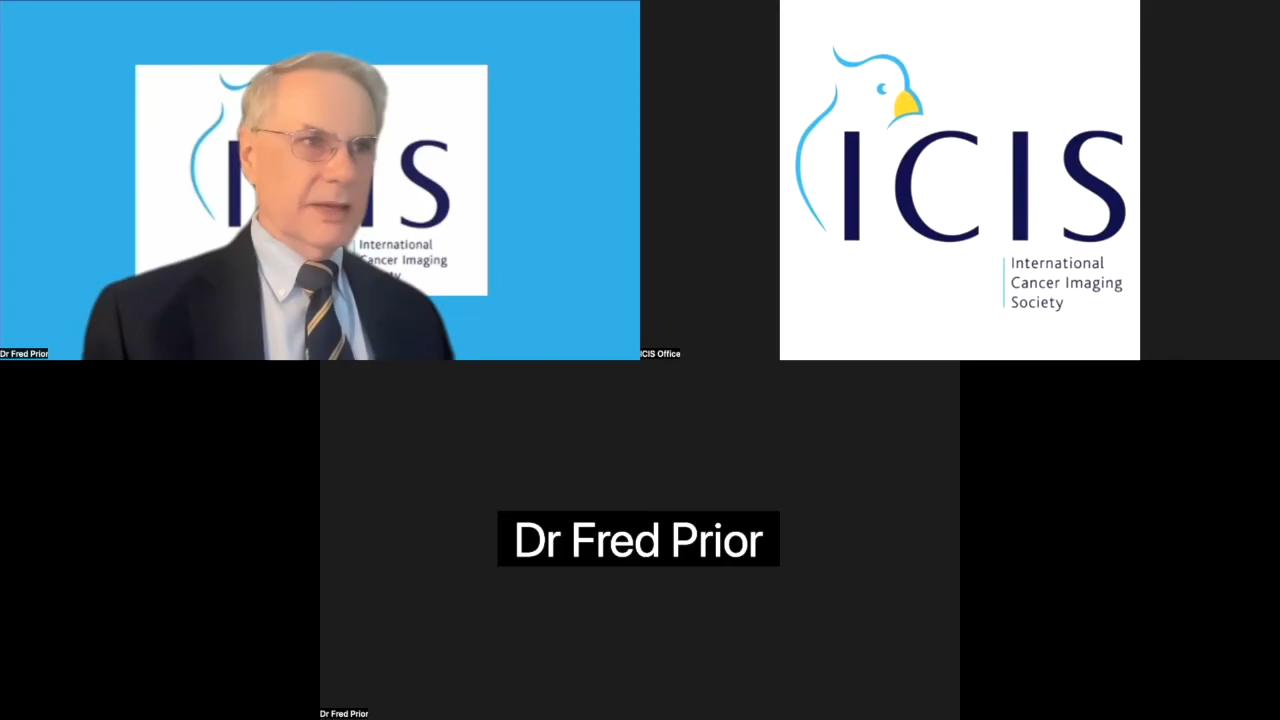 ICIS
International
Cancer Imaging
Dr Fred Prior
ICIS
International
Cancer Imaging
Society
ICIS Office
Dr Fred Prior
Dr Fred Prior